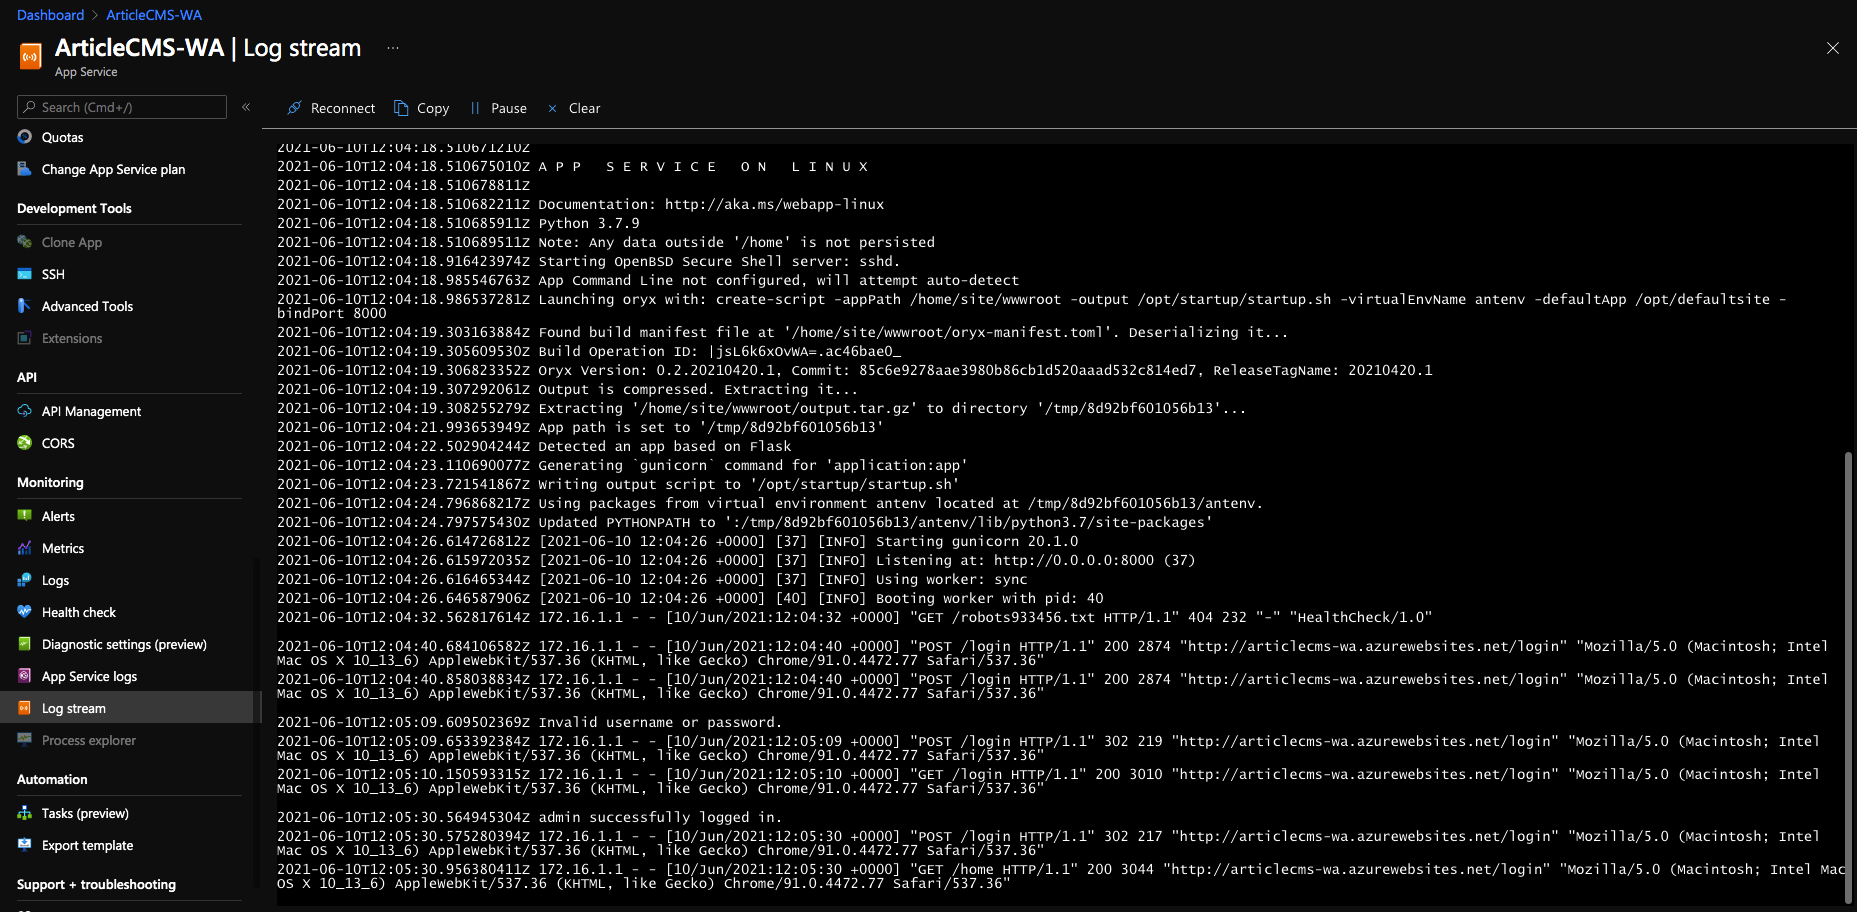 Dashboard > ArticleCMS-WA
ArticleCMS-WA | Log stream ...
App Service
Search (Cmd+/) «
Reconnect Copy Pause Clear
Quotas
Change App Service plan
Development Tools
Clone App
SSH
Advanced Tools
Extensions
API
API Management
CORS
Monitoring
Alerts
Metrics
Logs
Health check
Diagnostic settings (preview)
App Service logs
Log stream
Process explorer
Automation
Tasks (preview)
Export template
Support + troubleshooting
2021-06-10T12:04:18.510671210Z
2021-06-10T12:04:18.510675010Z A P P   S E R V I C E   O N   L I N U X
2021-06-10T12:04:18.510678811Z
2021-06-10T12:04:18.510682211Z Documentation: http://aka.ms/webapp-linux
2021-06-10T12:04:18.510685911Z Python 3.7.9
2021-06-10T12:04:18.510689511Z Note: Any data outside '/home' is not persisted
2021-06-10T12:04:18.916423974Z Starting OpenBSD Secure Shell server: sshd.
2021-06-10T12:04:18.985546763Z App Command Line not configured, will attempt auto-detect
2021-06-10T12:04:18.986537281Z Launching oryx with: create-script -appPath /home/site/wwwroot -output /opt/startup/startup.sh -virtualEnvName antenv -defaultApp /opt/defaultsite -
bindPort 8000
2021-06-10T12:04:19.303163884Z Found build manifest file at '/home/site/wwwroot/oryx-manifest.toml'. Deserializing it...
2021-06-10T12:04:19.305609530Z Build Operation ID: |jsL6k6xOvWA=.ac46bae0_
2021-06-10T12:04:19.306823352Z Oryx Version: 0.2.20210420.1, Commit: 85c6e9278aae3980b86cb1d520aaad532c814ed7, ReleaseTagName: 20210420.1
2021-06-10T12:04:19.307292061Z Output is compressed. Extracting it...
2021-06-10T12:04:19.308255279Z Extracting '/home/site/wwwroot/output.tar.gz' to directory '/tmp/8d92bf601056b13'...
2021-06-10T12:04:21.993653949Z App path is set to '/tmp/8d92bf601056b13'
2021-06-10T12:04:22.502904244Z Detected an app based on Flask
2021-06-10T12:04:23.110690077Z Generating `gunicorn` command for 'application:app'
2021-06-10T12:04:23.721541867Z Writing output script to '/opt/startup/startup.sh'
2021-06-10T12:04:24.796868217Z Using packages from virtual environment antenv located at /tmp/8d92bf601056b13/antenv.
2021-06-10T12:04:24.797575430Z Updated PYTHONPATH to ':/tmp/8d92bf601056b13/antenv/lib/python3.7/site-packages'
2021-06-10T12:04:26.614726812Z [2021-06-10 12:04:26 +0000] [37] [INFO] Starting gunicorn 20.1.0
2021-06-10T12:04:26.615972035Z [2021-06-10 12:04:26 +0000] [37] [INFO] Listening at: http://0.0.0.0:8000 (37)
2021-06-10T12:04:26.616465344Z [2021-06-10 12:04:26 +0000] [37] [INFO] Using worker: sync
2021-06-10T12:04:26.646587906Z [2021-06-10 12:04:26 +0000] [40] [INFO] Booting worker with pid: 40
2021-06-10T12:04:32.562817614Z 172.16.1.1 - - [10/Jun/2021:12:04:32 +0000] "GET /robots933456.txt HTTP/1.1" 404 232 "-" "HealthCheck/1.0"
2021-06-10T12:04:40.684106582Z 172.16.1.1 - - [10/Jun/2021:12:04:40 +0000] "POST /login HTTP/1.1" 200 2874 "http://articlecms-wa.azurewebsites.net/login" "Mozilla/5.0 (Macintosh; Intel
Mac OS X 10_13_6) AppleWebKit/537.36 (KHTML, like Gecko) Chrome/91.0.4472.77 Safari/537.36"
2021-06-10T12:04:40.858038834Z 172.16.1.1 - - [10/Jun/2021:12:04:40 +0000] "POST /login HTTP/1.1" 200 2874 "http://articlecms-wa.azurewebsites.net/login" "Mozilla/5.0 (Macintosh; Intel
Mac OS X 10_13_6) AppleWebKit/537.36 (KHTML, like Gecko) Chrome/91.0.4472.77 Safari/537.36"
2021-06-10T12:05:09.609502369Z Invalid username or password.
2021-06-10T12:05:09.653392384Z 172.16.1.1 - - [10/Jun/2021:12:05:09 +0000] "POST /login HTTP/1.1" 302 219 "http://articlecms-wa.azurewebsites.net/login" "Mozilla/5.0 (Macintosh; Intel
Mac OS X 10_13_6) AppleWebKit/537.36 (KHTML, like Gecko) Chrome/91.0.4472.77 Safari/537.36"
2021-06-10T12:05:10.150593315Z 172.16.1.1 - - [10/Jun/2021:12:05:10 +0000] "GET /login HTTP/1.1" 200 3010 "http://articlecms-wa.azurewebsites.net/login" "Mozilla/5.0 (Macintosh; Intel
Mac OS X 10_13_6) AppleWebKit/537.36 (KHTML, like Gecko) Chrome/91.0.4472.77 Safari/537.36"
2021-06-10T12:05:30.564945304Z admin successfully logged in.
2021-06-10T12:05:30.575280394Z 172.16.1.1 - - [10/Jun/2021:12:05:30 +0000] "POST /login HTTP/1.1" 302 217 "http://articlecms-wa.azurewebsites.net/login" "Mozilla/5.0 (Macintosh; Intel
Mac OS X 10_13_6) AppleWebKit/537.36 (KHTML, like Gecko) Chrome/91.0.4472.77 Safari/537.36"
2021-06-10T12:05:30.956380411Z 172.16.1.1 - - [10/Jun/2021:12:05:30 +0000] "GET /home HTTP/1.1" 200 3044 "http://articlecms-wa.azurewebsites.net/login" "Mozilla/5.0 (Macintosh; Intel Mac
OS X 10_13_6) AppleWebKit/537.36 (KHTML, like Gecko) Chrome/91.0.4472.77 Safari/537.36"